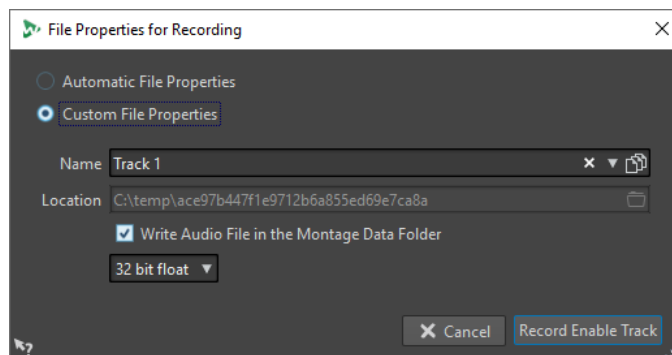 File Properties for Recording
Automatic File Properties
Custom File Properties
Name Track 1
Location C:\temp\ace97b447f1e9712b6a855ed69e7ca8a
Write Audio File in the Montage Data Folder
32 bit float
Cancel Record Enable Track